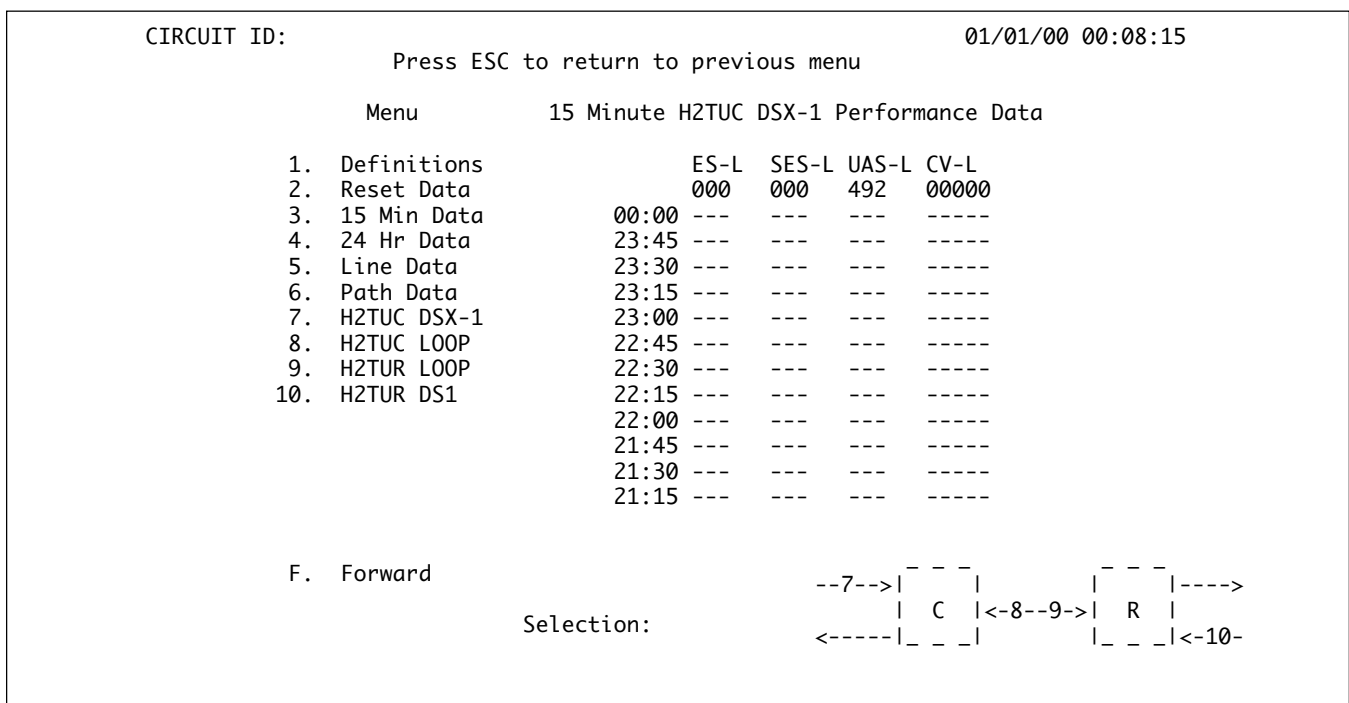 CIRCUIT ID: 01/01/00 00:08:15
Press ESC to return to previous menu
Menu 15 Minute H2TUC DSX-1 Performance Data
1. Definitions ES-L SES-L UAS-L CV-L
2. Reset Data 000 000 492 00000
3. 15 Min Data 00:00 --- --- --- -----
4. 24 Hr Data 23:45 --- --- --- -----
5. Line Data 23:30 --- --- --- -----
6. Path Data 23:15 --- --- --- -----
7. H2TUC DSX-1 23:00 --- --- --- -----
8. H2TUC LOOP 22:45 --- --- --- -----
9. H2TUR LOOP 22:30 --- --- --- -----
10. H2TUR DS1 22:15 --- --- --- -----
22:00 --- --- --- -----
21:45 --- --- --- -----
21:30 --- --- --- -----
21:15 --- --- --- -----
_ _ _ _ _ _
F. Forward --7-->| | | |---->
| C |<-8--9->| R |
Selection: <-----|_ _ _| |_ _ _|<-10-